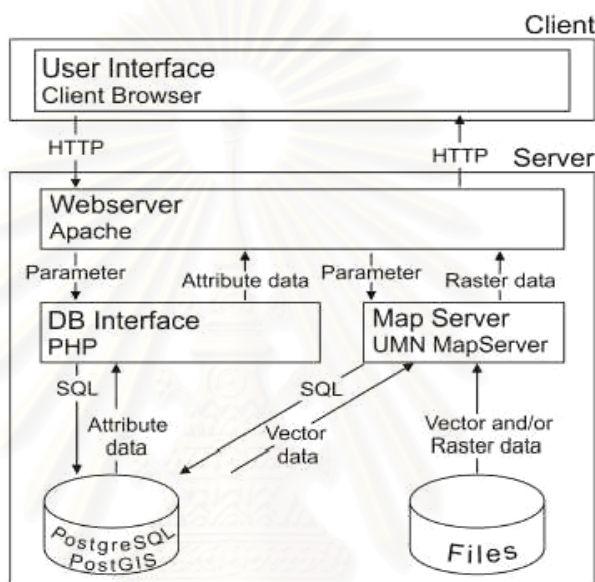 Client
User Interface
Client Browser
HTTP
HTTP
Server
Webserver
Apache
Parameter
Attribute data
Parameter
Raster data
DB Interface
PHP
Map Server
UMN MapServer
SQL
Attribute
data
SQL
Vector
data
Vector and/or
Raster data
PostgreSQL
PostGIS
Files